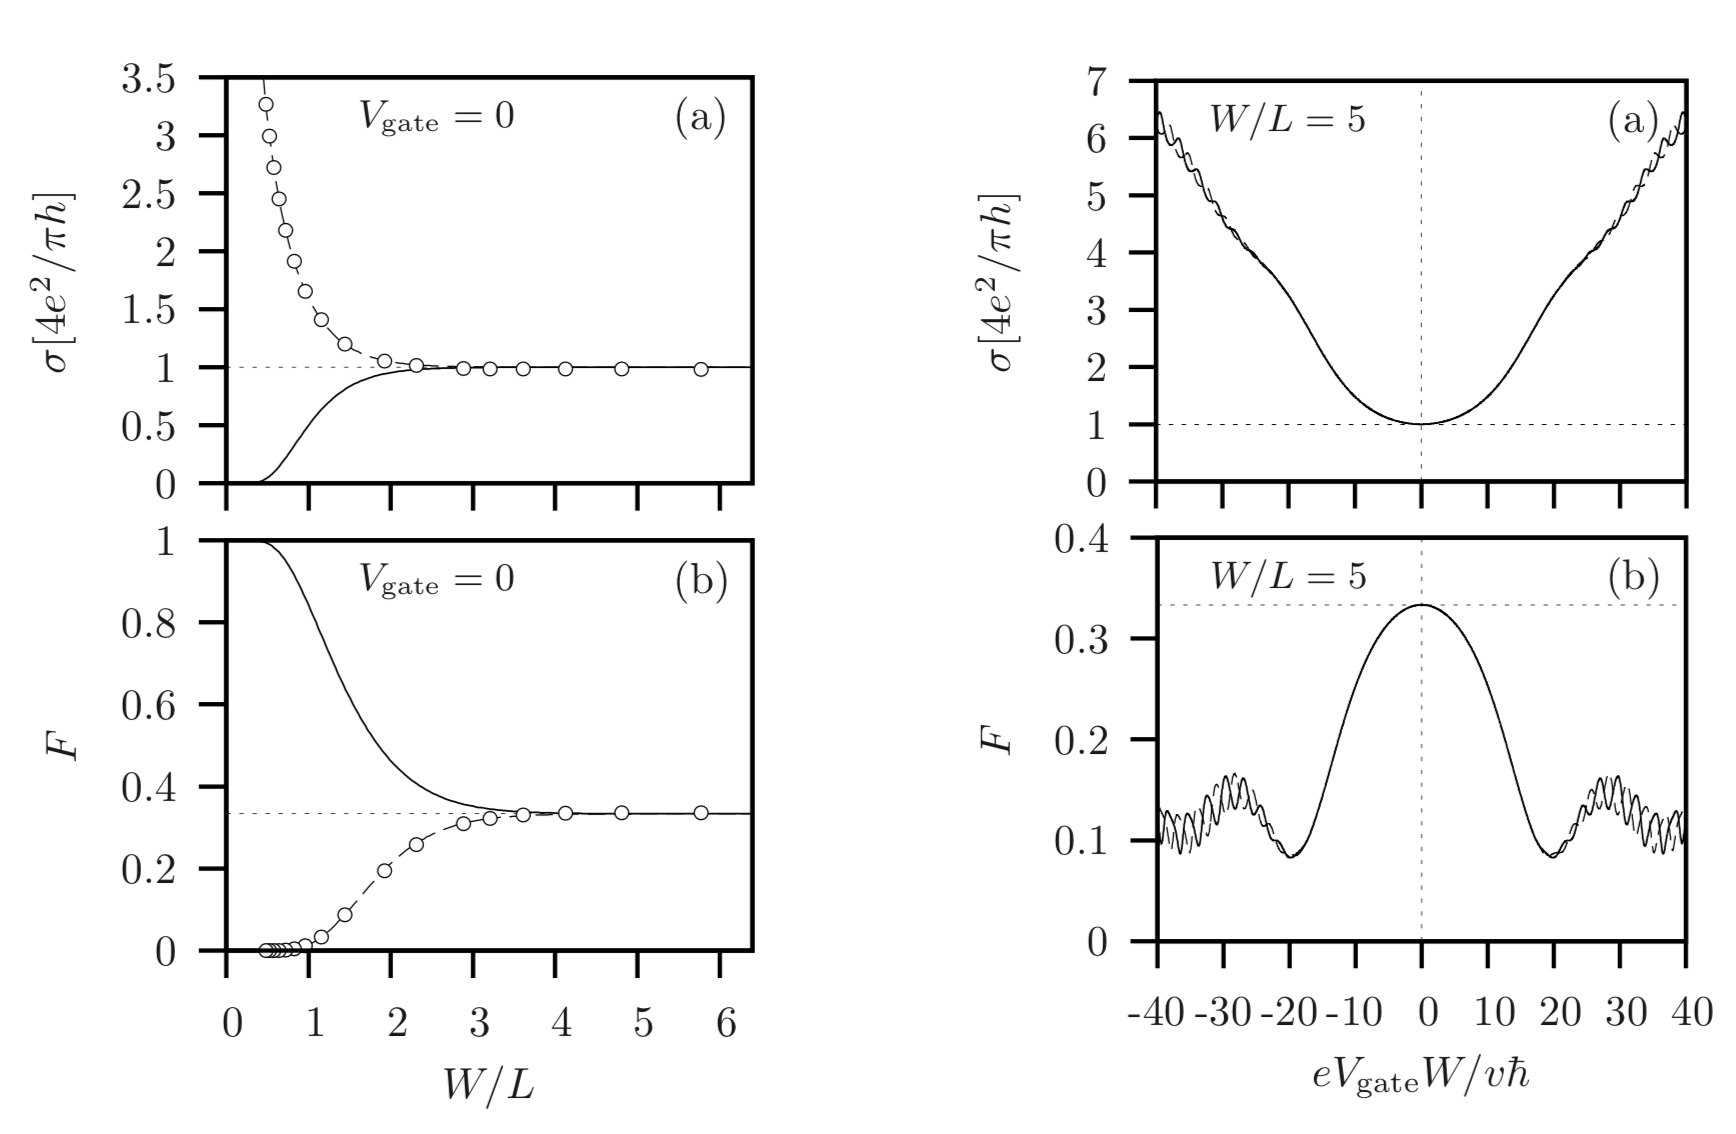 3.5
3
2.5
2
1.5
1
0.5
0
σ[4e²/πh]
V_gate = 0
(a)
1
0.8
0.6
0.4
0.2
0
F
V_gate = 0
(b)
0 1 2 3 4 5 6
W/L
7
6
5
4
3
2
1
0
σ[4e²/πh]
W/L = 5
(a)
0.4
0.3
0.2
0.1
0
F
W/L = 5
(b)
-40 -30 -20 -10 0 10 20 30 40
eV_gateW/vħ